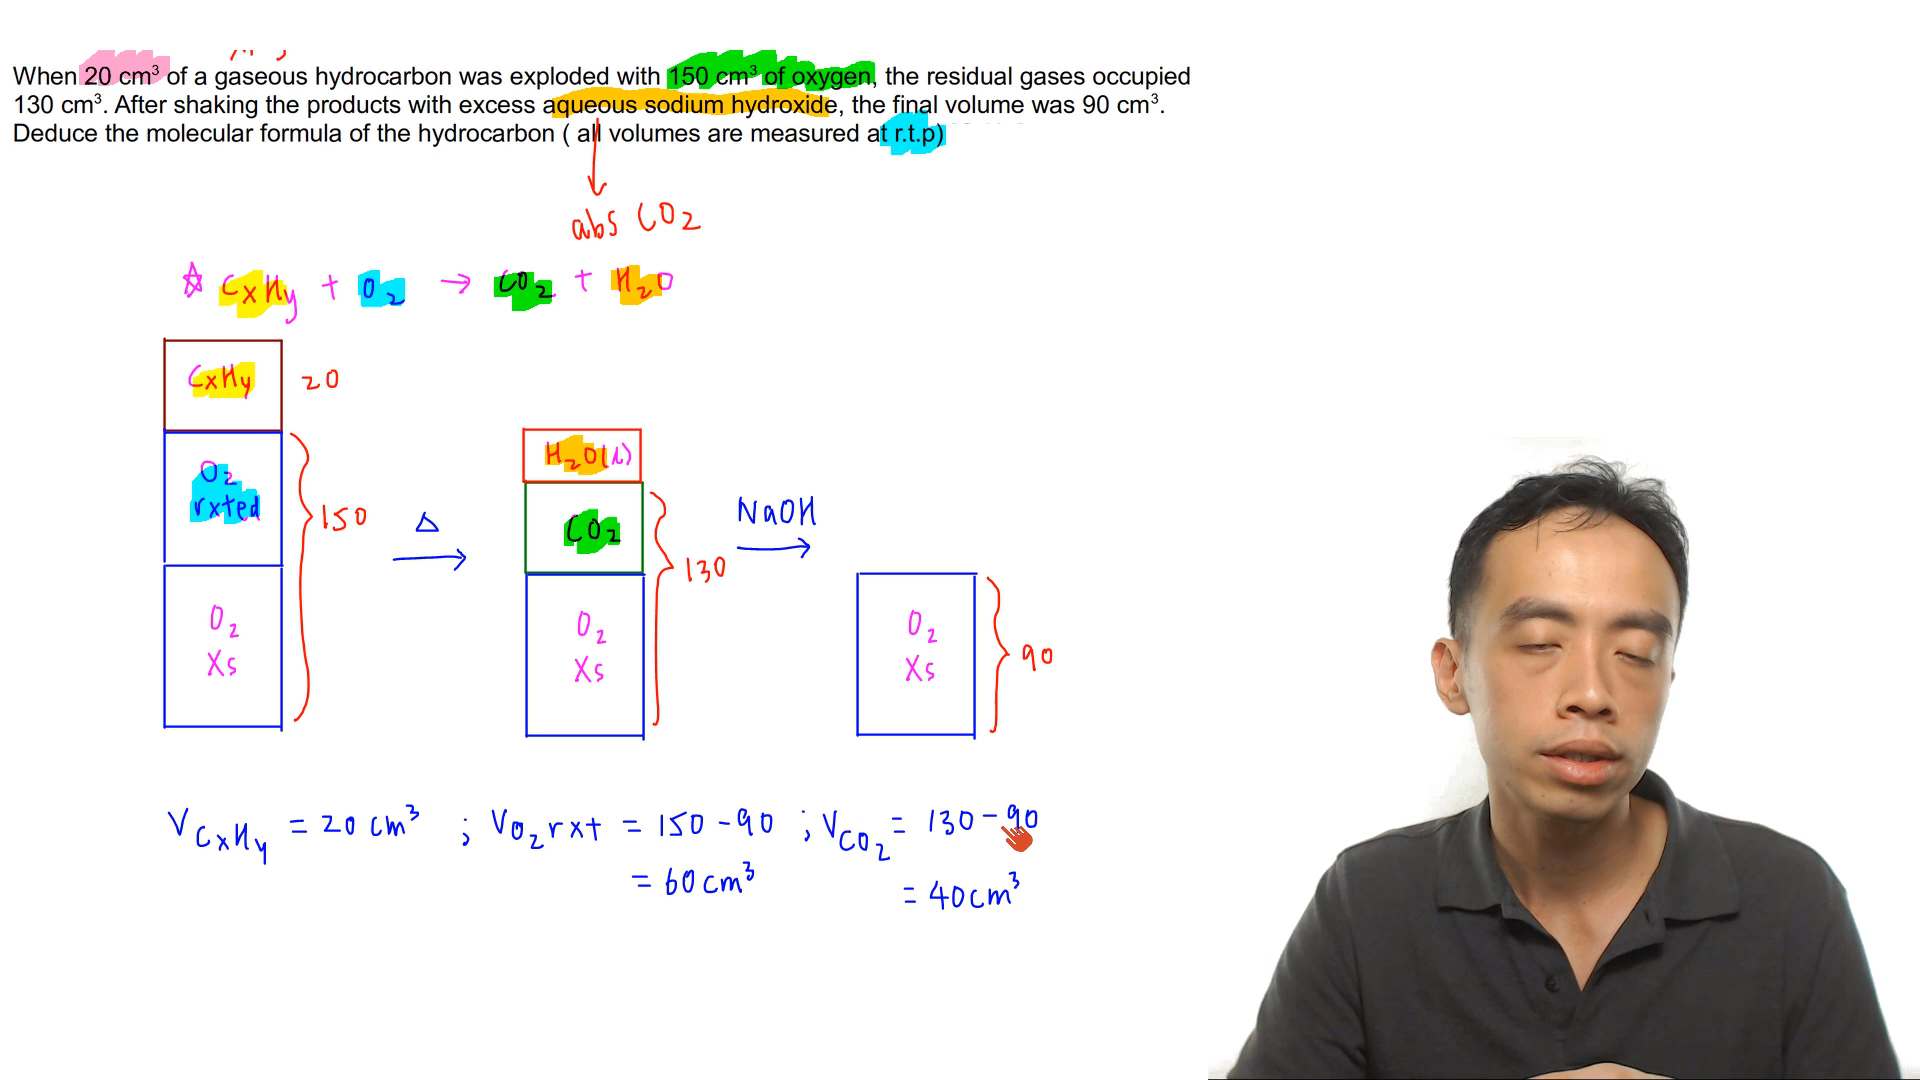 When 20 cm³ of a gaseous hydrocarbon was exploded with 150 cm³ of oxygen, the residual gases occupied
130 cm³. After shaking the products with excess aqueous sodium hydroxide, the final volume was 90 cm³.
Deduce the molecular formula of the hydrocarbon ( all volumes are measured at r.t.p)
abs CO₂
☆ CxHy + O₂ → CO₂ + H₂O
CxHy 20
O₂ rxted
O₂ Xs
150
Δ
H₂O(l)
CO₂
O₂ Xs
130
NaOH
O₂ Xs
90
V CxHy = 20 cm³ ; V O₂ rxt = 150 - 90 ; V CO₂ = 130 - 90
= 60 cm³ = 40 cm³